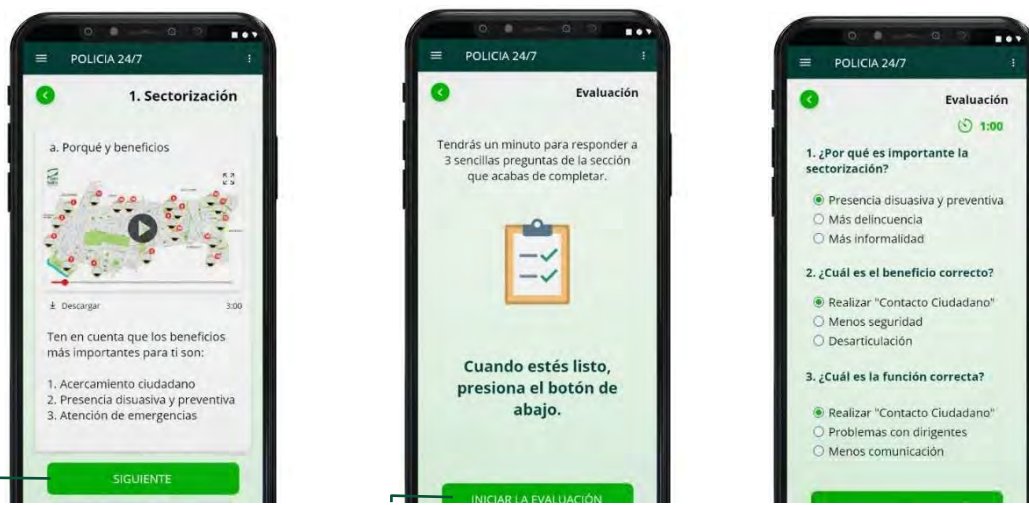 POLICIA 24/7
1. Sectorización
a. Porqué y beneficios
Descargar 3:00
Ten en cuenta que los beneficios
más importantes para ti son:
1. Acercamiento ciudadano
2. Presencia disuasiva y preventiva
3. Atención de emergencias
SIGUIENTE
POLICIA 24/7
Evaluación
Tendrás un minuto para responder a
3 sencillas preguntas de la sección
que acabas de completar.
Cuando estés listo,
presiona el botón de
abajo.
INICIAR LA EVALUACIÓN
POLICIA 24/7
Evaluación
1:00
1. ¿Por qué es importante la
sectorización?
Presencia disuasiva y preventiva
Más delincuencia
Más informalidad
2. ¿Cuál es el beneficio correcto?
Realizar "Contacto Ciudadano"
Menos seguridad
Desarticulación
3. ¿Cuál es la función correcta?
Realizar "Contacto Ciudadano"
Problemas con dirigentes
Menos comunicación